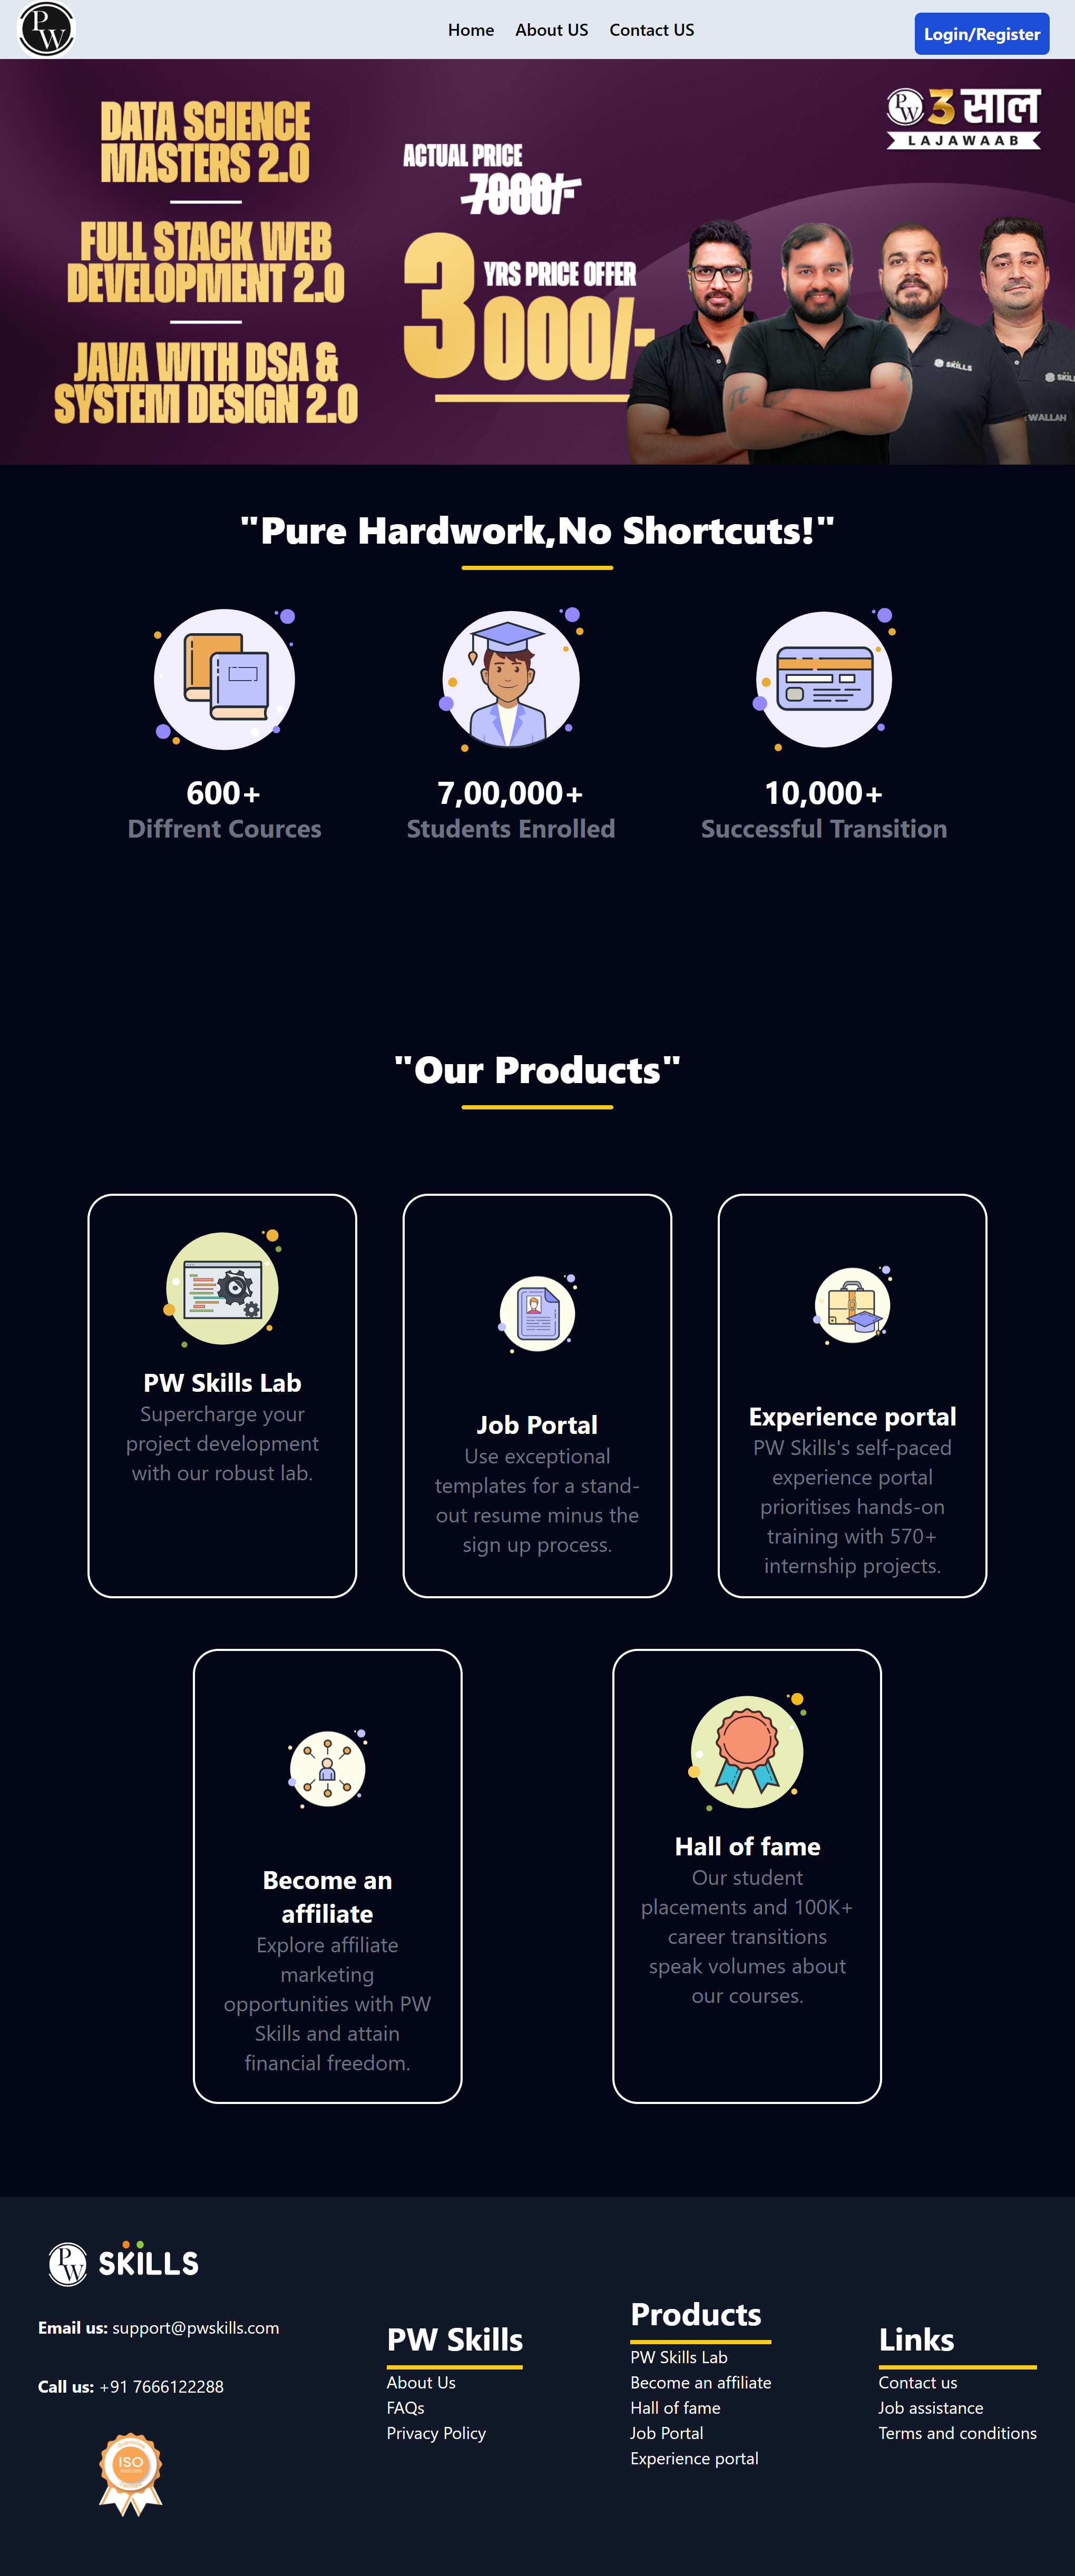 PW
Home
About US
Contact US
Login/Register
DATA SCIENCE
MASTERS 2.0
FULL STACK WEB
DEVELOPMENT 2.0
JAVA WITH DSA &
SYSTEM DESIGN 2.0
ACTUAL PRICE
7000/-
3000/-
YRS PRICE OFFER
PW 3 साल
LAJAWAAB
SKILLS
SKIL
WALLAH
"Pure Hardwork,No Shortcuts!"
600+
Diffrent Cources
7,00,000+
Students Enrolled
10,000+
Successful Transition
"Our Products"
PW Skills Lab
Supercharge your
project development
with our robust lab.
Job Portal
Use exceptional
templates for a stand-
out resume minus the
sign up process.
Experience portal
PW Skills's self-paced
experience portal
prioritises hands-on
training with 570+
internship projects.
Become an
affiliate
Explore affiliate
marketing
opportunities with PW
Skills and attain
financial freedom.
Hall of fame
Our student
placements and 100K+
career transitions
speak volumes about
our courses.
PW SKILLS
Email us: support@pwskills.com
Call us: +91 7666122288
ISO
PW Skills
About Us
FAQs
Privacy Policy
Products
PW Skills Lab
Become an affiliate
Hall of fame
Job Portal
Experience portal
Links
Contact us
Job assistance
Terms and conditions